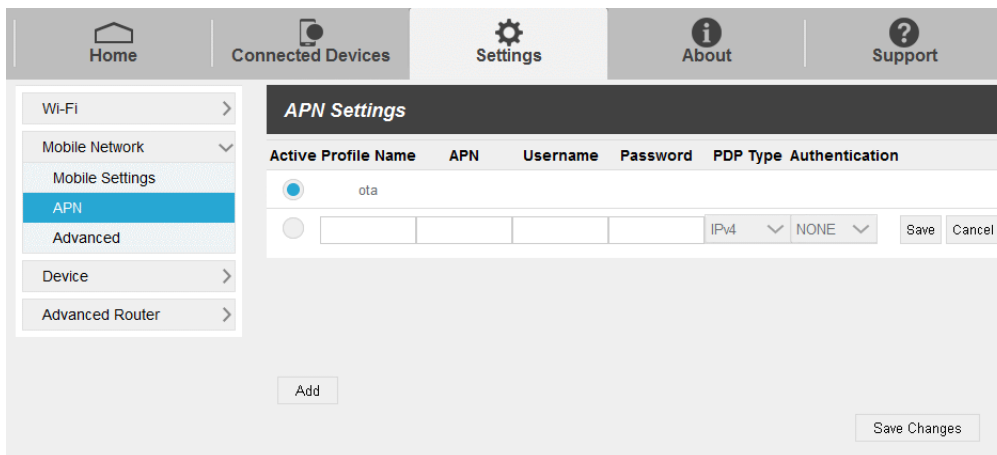 Home Connected Devices Settings About Support
Wi-Fi
Mobile Network
Mobile Settings
APN
Advanced
Device
Advanced Router
APN Settings
Active Profile Name APN Username Password PDP Type Authentication
ota
IPv4 NONE Save Cancel
Add
Save Changes